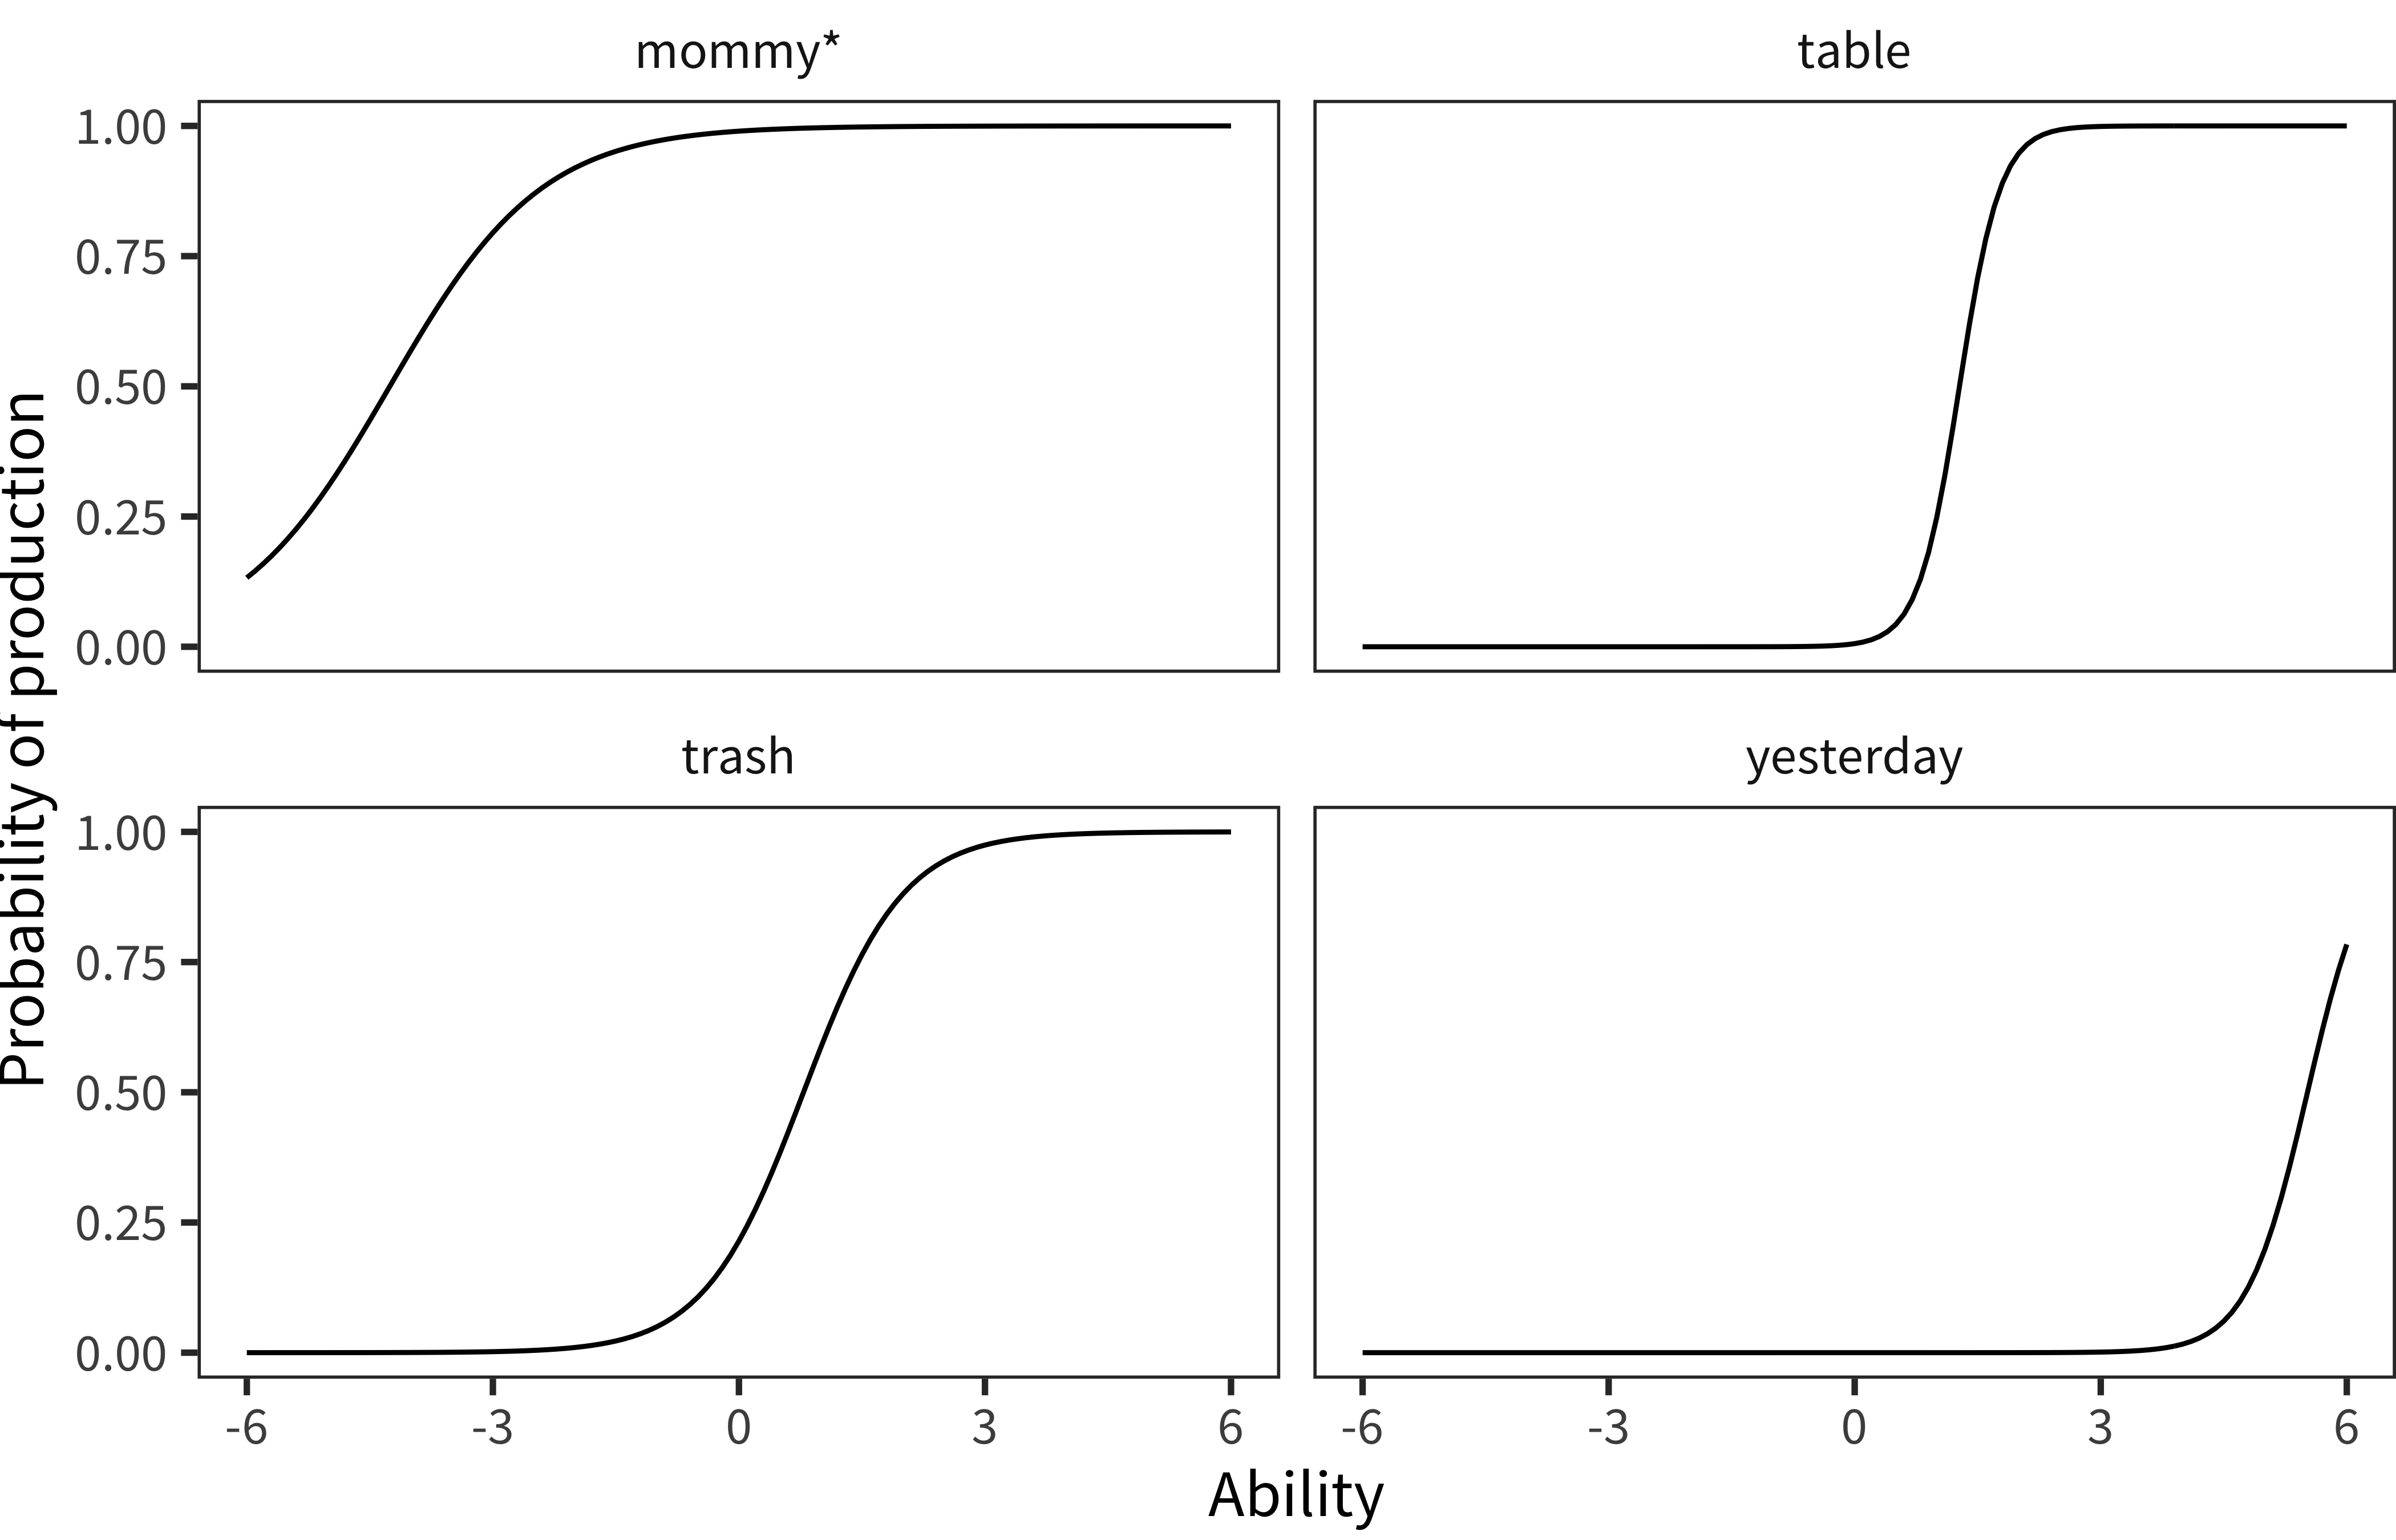 mommy*
table
1.00
0.75
0.50
0.25
0.00
trash
yesterday
1.00
0.75
0.50
0.25
0.00
-6 -3 0 3 6
-6 -3 0 3 6
Ability
Probability of production